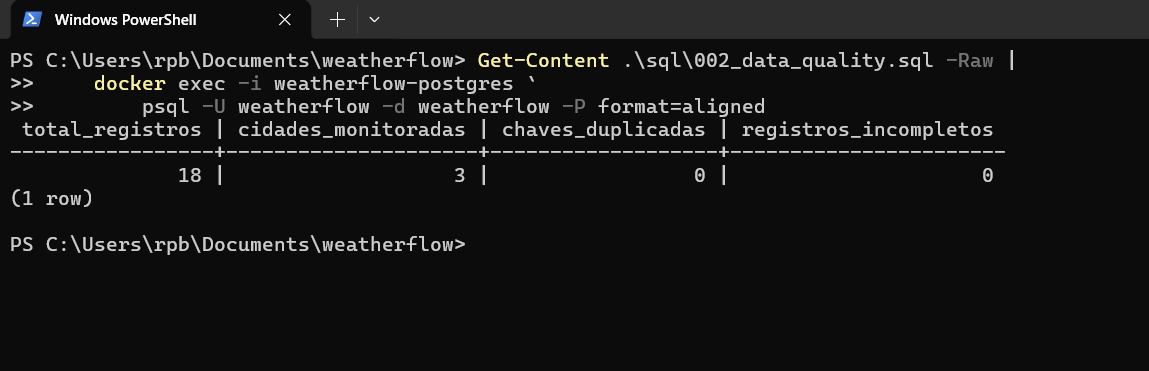 Windows PowerShell
PS C:\Users\rpb\Documents\weatherflow> Get-Content .\sql\002_data_quality.sql -Raw |
>>     docker exec -i weatherflow-postgres `
>>         psql -U weatherflow -d weatherflow -P format=aligned
 total_registros | cidades_monitoradas | chaves_duplicadas | registros_incompletos
-----------------+---------------------+-------------------+-----------------------
              18 |                   3 |                 0 |                     0
(1 row)
PS C:\Users\rpb\Documents\weatherflow>